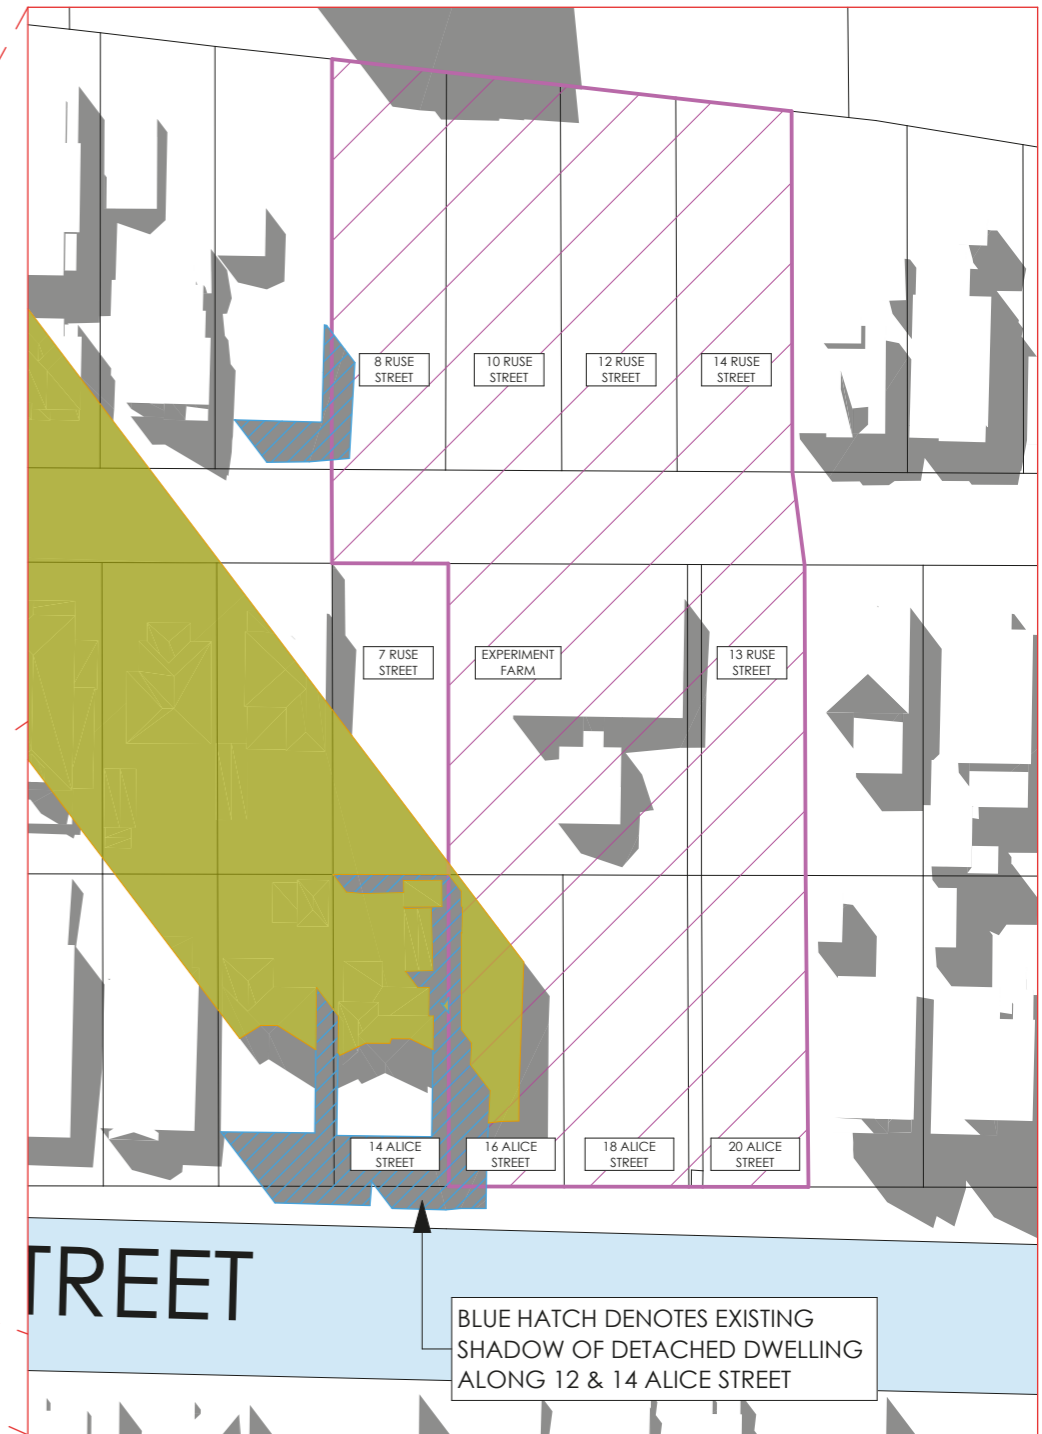 8 RUSE
STREET
10 RUSE
STREET
12 RUSE
STREET
14 RUSE
STREET
7 RUSE
STREET
EXPERIMENT
FARM
13 RUSE
STREET
14 ALICE
STREET
16 ALICE
STREET
18 ALICE
STREET
20 ALICE
STREET
TREET
BLUE HATCH DENOTES EXISTING
SHADOW OF DETACHED DWELLING
ALONG 12 & 14 ALICE STREET